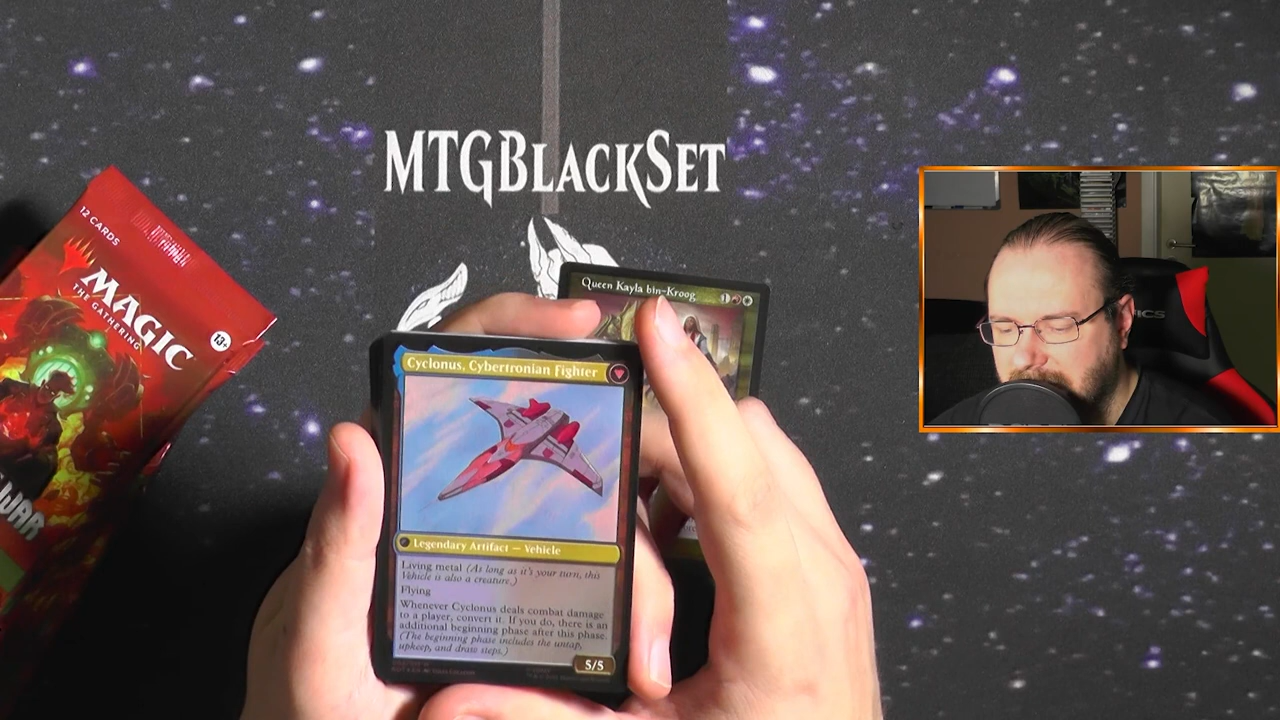 MTGBLACKSET
12 CARDS
MAGIC
THE GATHERING
13+
WAR
Queen Kayla bin-Kroog
1
Cyclonus, Cybertronian Fighter
Legendary Artifact — Vehicle
Living metal (As long as it's your turn, this
Vehicle is also a creature.)
Flying
Whenever Cyclonus deals combat damage
to a player, convert it. If you do, there is an
additional beginning phase after this phase.
(The beginning phase includes the untap,
upkeep, and draw steps.)
5/5